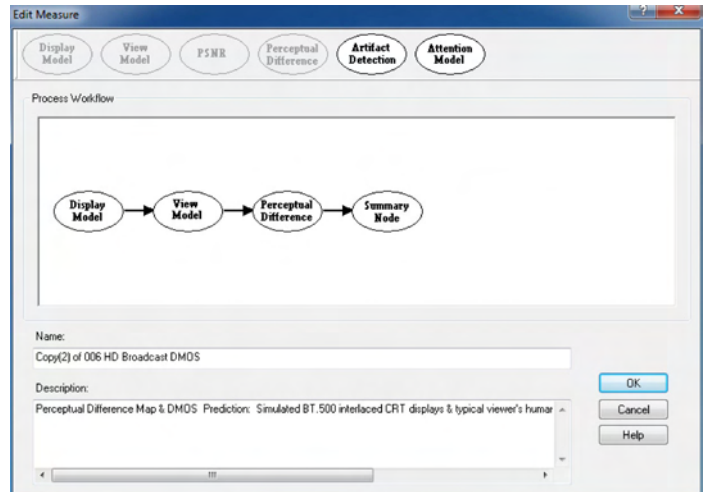 Edit Measure
?
x
Display
Model
View
Model
PSNR
Perceptual
Difference
Artifact
Detection
Attention
Model
Process Workflow
Display
Model
View
Model
Perceptual
Difference
Summary
Node
Name:
Copy(2) of 006 HD Broadcast DMOS
Description:
Perceptual Difference Map & DMOS Prediction: Simulated BT.500 interlaced CRT displays & typical viewer's humar
OK
Cancel
Help